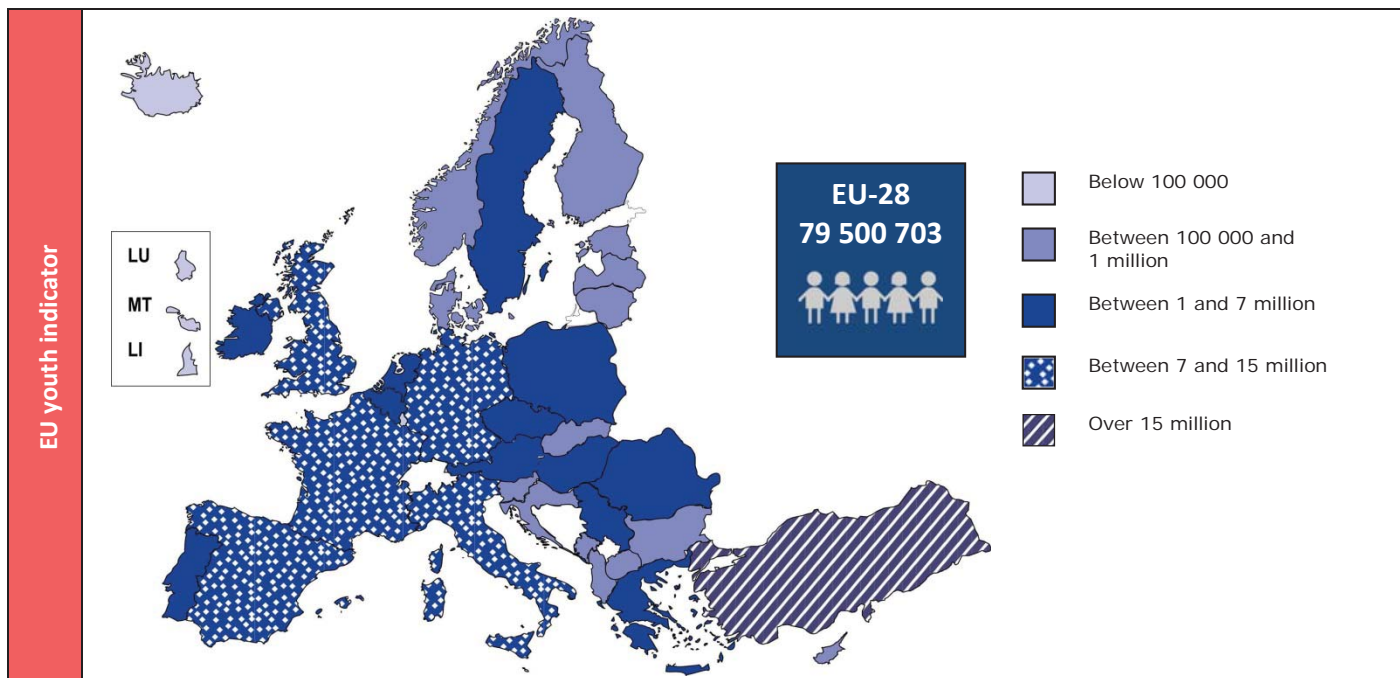 EU youth indicator
LU
MT
LI
EU-28
79 500 703
Below 100 000
Between 100 000 and
1 million
Between 1 and 7 million
Between 7 and 15 million
Over 15 million